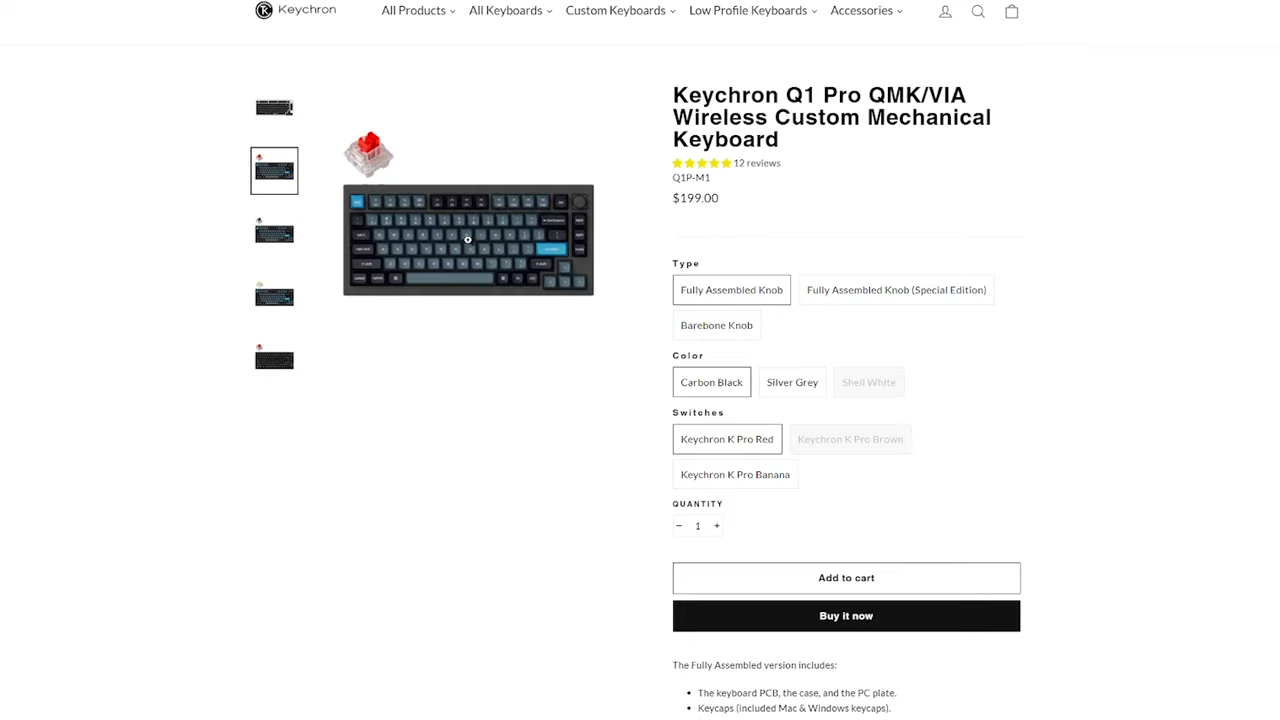 Keychron
All Products
All Keyboards
Custom Keyboards
Low Profile Keyboards
Accessories
Keychron Q1 Pro QMK/VIA
Wireless Custom Mechanical
Keyboard
12 reviews
Q1P-M1
$199.00
Type
Fully Assembled Knob
Fully Assembled Knob (Special Edition)
Barebone Knob
Color
Carbon Black
Silver Grey
Shell White
Switches
Keychron K Pro Red
Keychron K Pro Brown
Keychron K Pro Banana
QUANTITY
− 1 +
Add to cart
Buy it now
The Fully Assembled version includes:
• The keyboard PCB, the case, and the PC plate.
• Keycaps (included Mac & Windows keycaps).